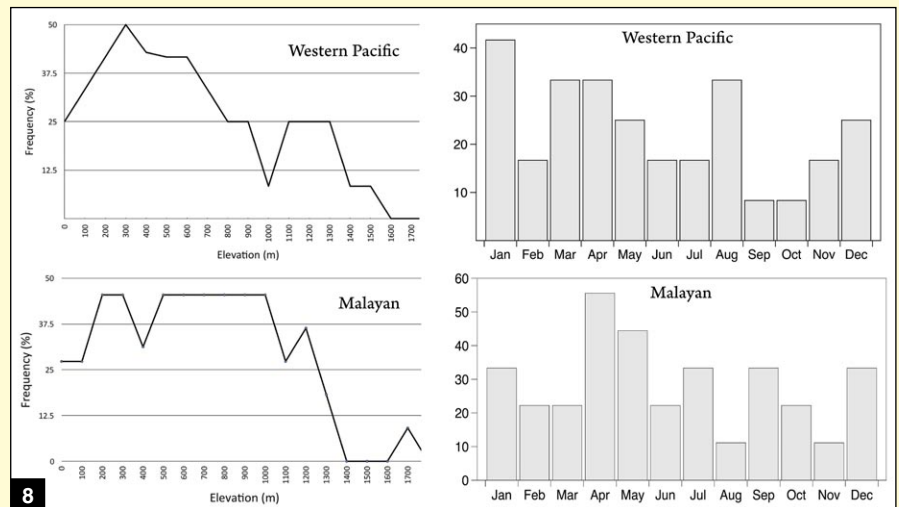 Western Pacific
50
37.5
25
12.5
Frequency (%)
0 100 200 300 400 500 600 700 800 900 1000 1100 1200 1300 1400 1500 1600 1700
Elevation (m)
Western Pacific
40
30
20
10
Jan Feb Mar Apr May Jun Jul Aug Sep Oct Nov Dec
Malayan
50
37.5
25
12.5
0
Frequency (%)
0 100 200 300 400 500 600 700 800 900 1000 1100 1200 1300 1400 1500 1600 1700
Elevation (m)
Malayan
60
50
40
30
20
10
0
Jan Feb Mar Apr May Jun Jul Aug Sep Oct Nov Dec
8